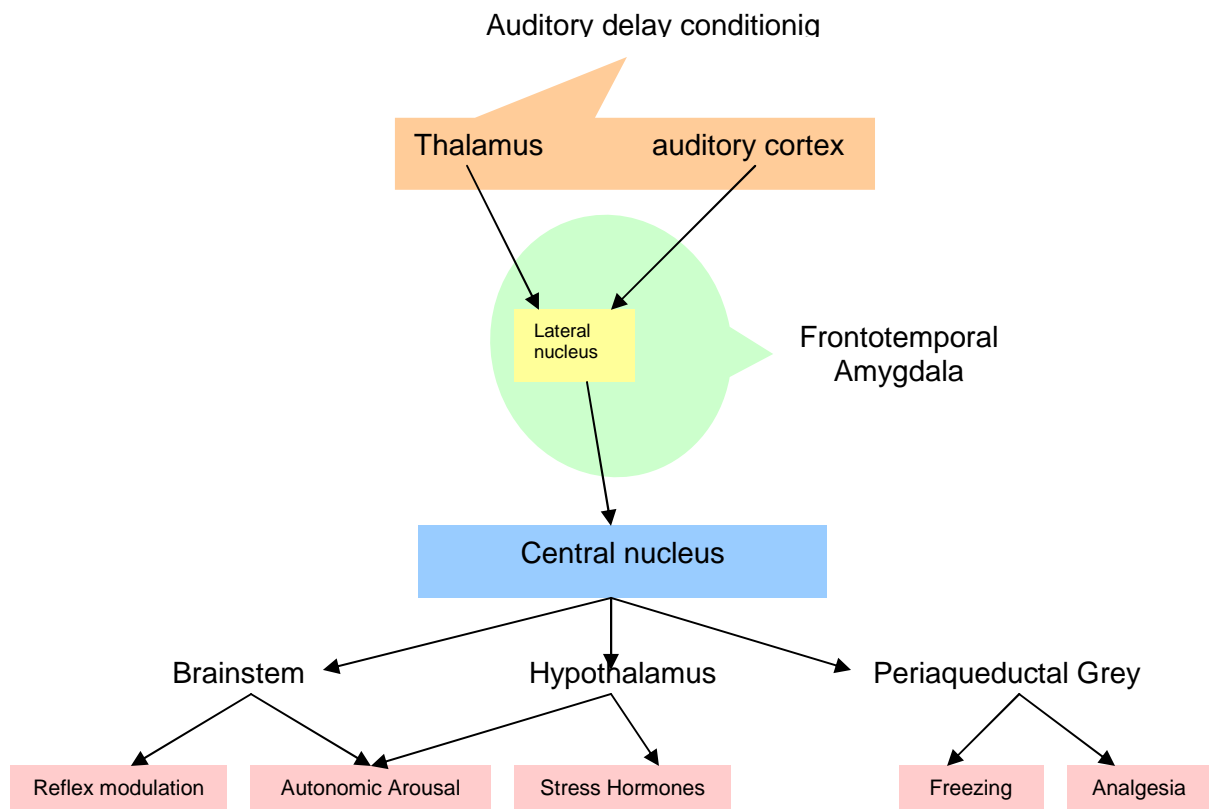 Auditory delay conditionig
Thalamus
auditory cortex
Lateral
nucleus
Frontotemporal
Amygdala
Central nucleus
Brainstem
Hypothalamus
Periaqueductal Grey
Reflex modulation
Autonomic Arousal
Stress Hormones
Freezing
Analgesia